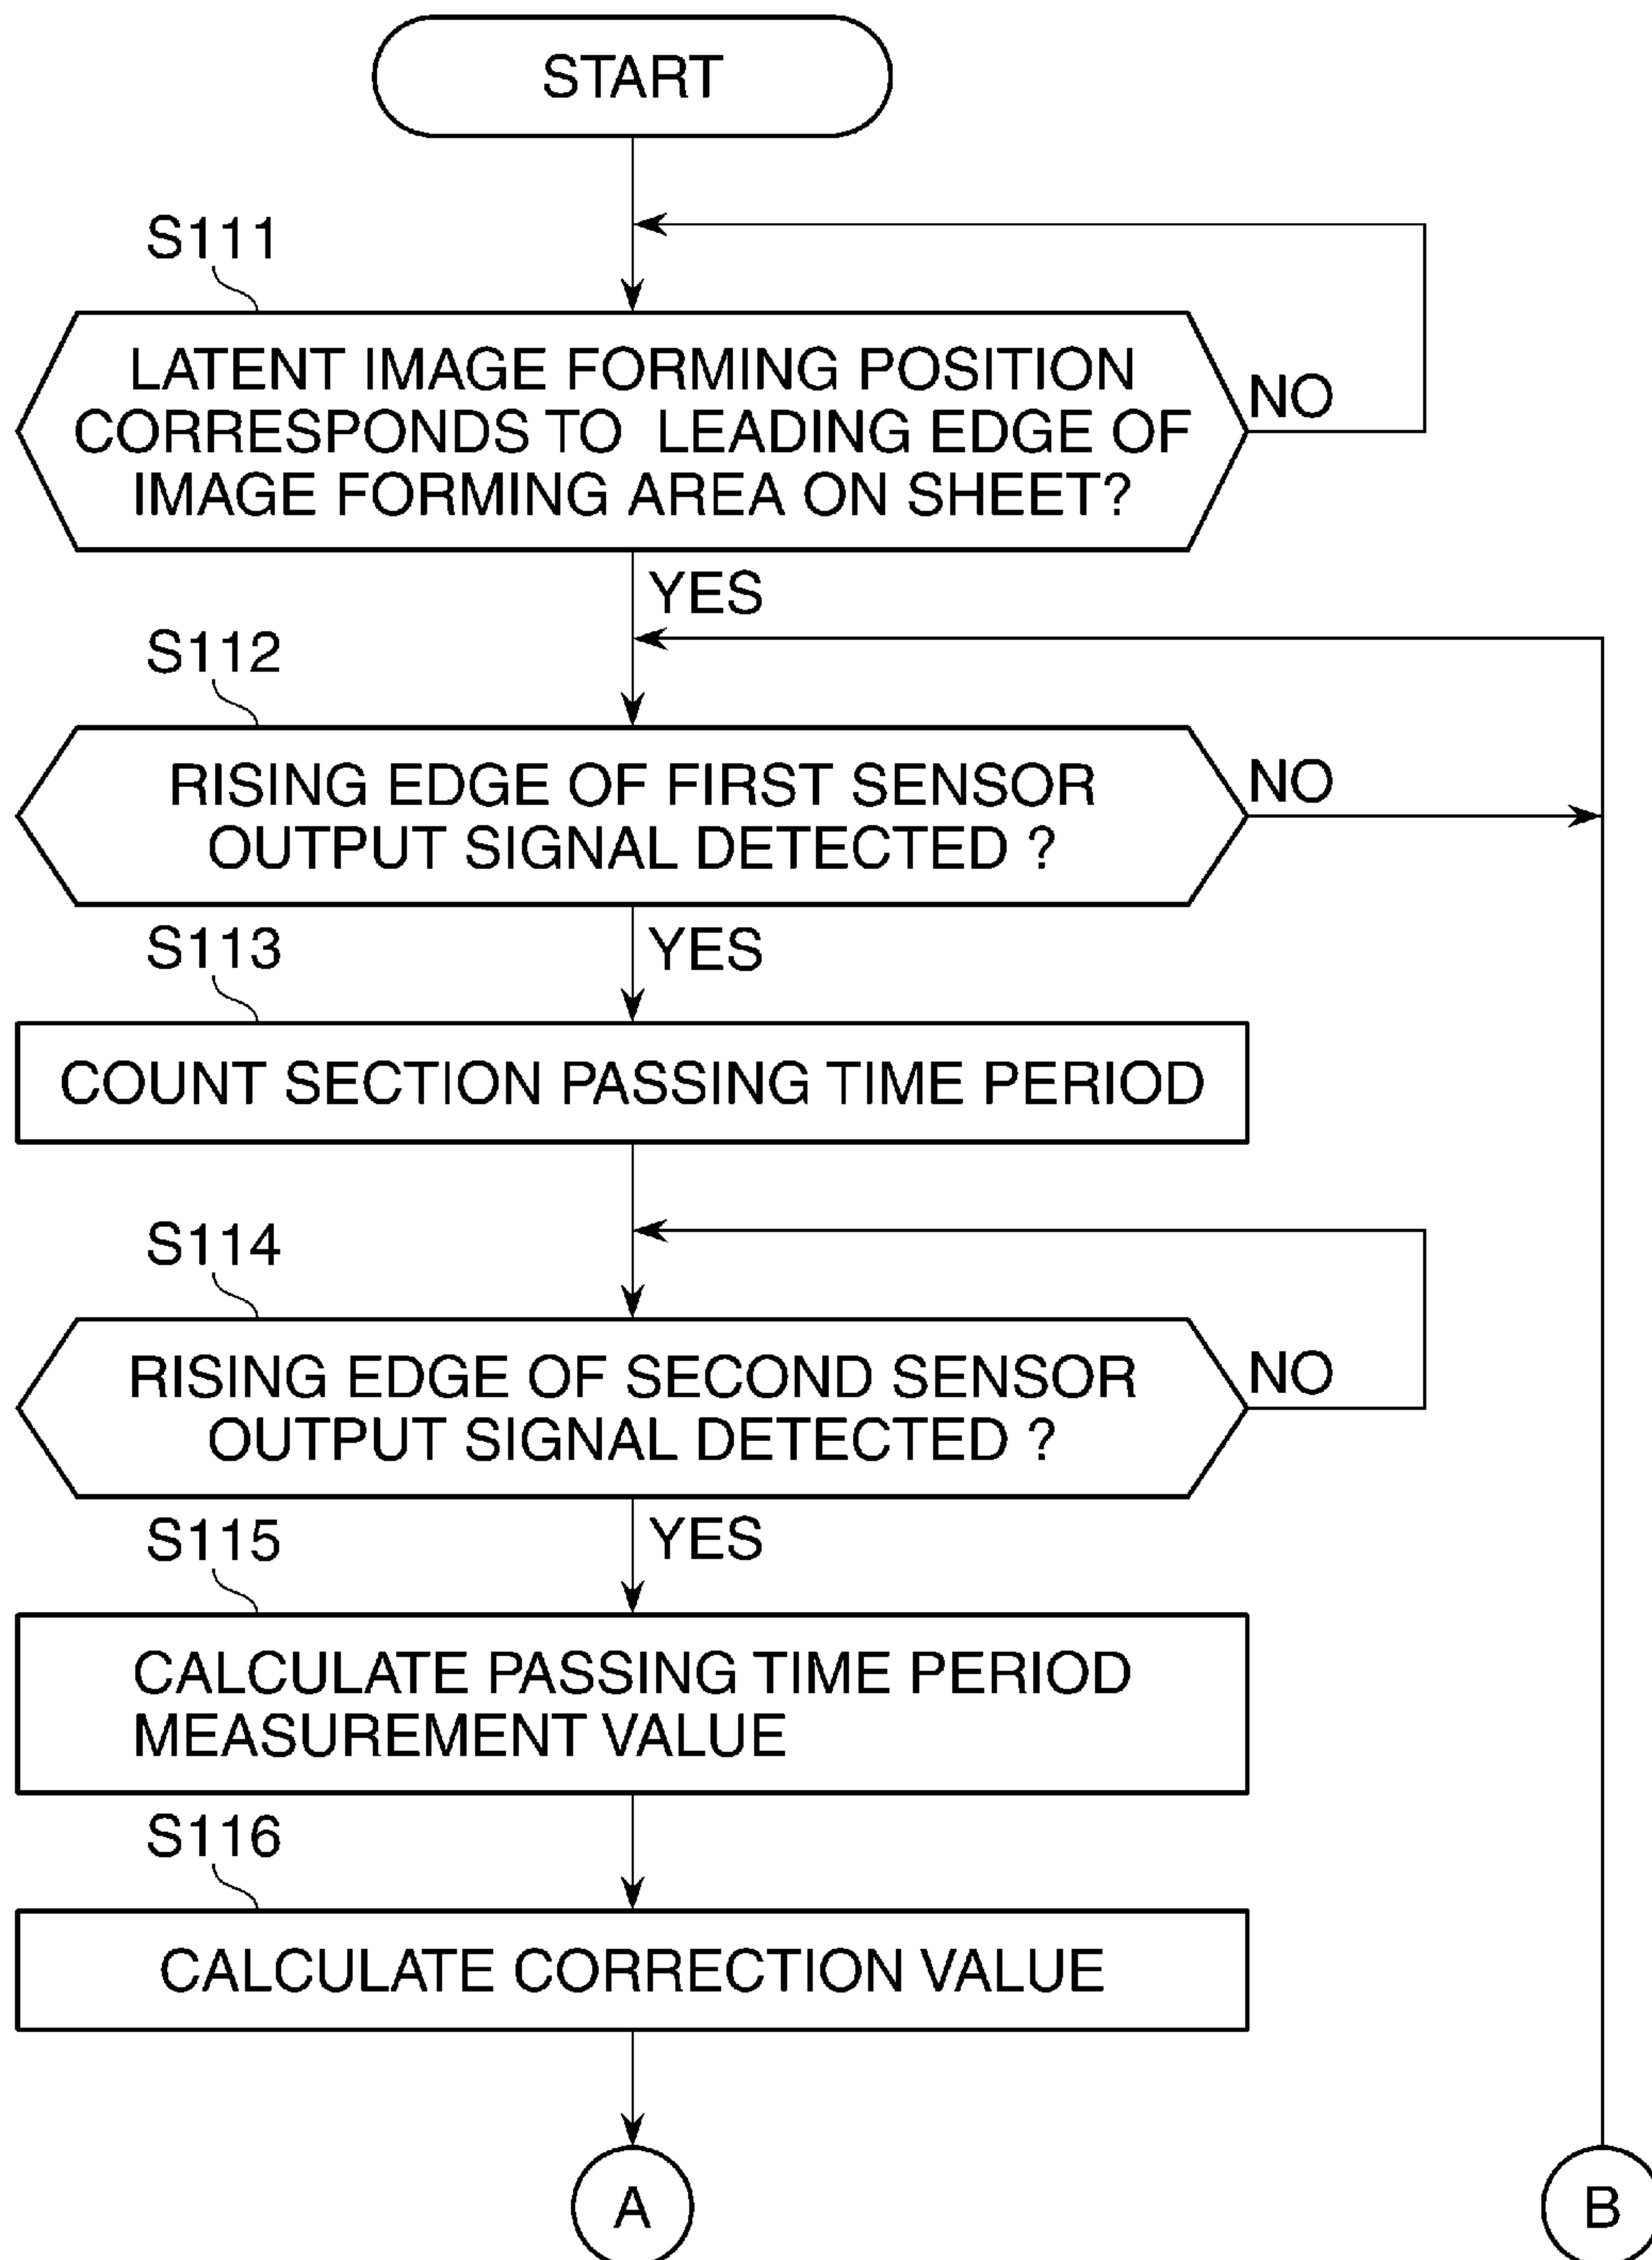 START
S111
LATENT IMAGE FORMING POSITION
CORRESPONDS TO LEADING EDGE OF
IMAGE FORMING AREA ON SHEET?
NO
YES
S112
RISING EDGE OF FIRST SENSOR
OUTPUT SIGNAL DETECTED ?
NO
YES
S113
COUNT SECTION PASSING TIME PERIOD
S114
RISING EDGE OF SECOND SENSOR
OUTPUT SIGNAL DETECTED ?
NO
YES
S115
CALCULATE PASSING TIME PERIOD
MEASUREMENT VALUE
S116
CALCULATE CORRECTION VALUE
A
B